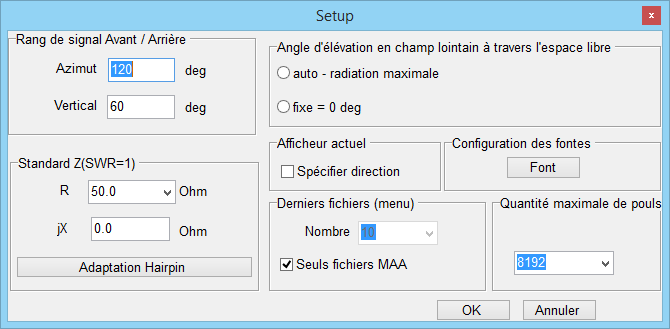 Setup
x
Rang de signal Avant / Arrière
Azimut 120 deg
Vertical 60 deg
Angle d'élévation en champ lointain à travers l'espace libre
auto - radiation maximale
fixe = 0 deg
Afficheur actuel
Spécifier direction
Configuration des fontes
Font
Standard Z(SWR=1)
R 50.0 Ohm
jX 0.0 Ohm
Adaptation Hairpin
Derniers fichiers (menu)
Nombre 10
Seuls fichiers MAA
Quantité maximale de pouls
8192
OK
Annuler